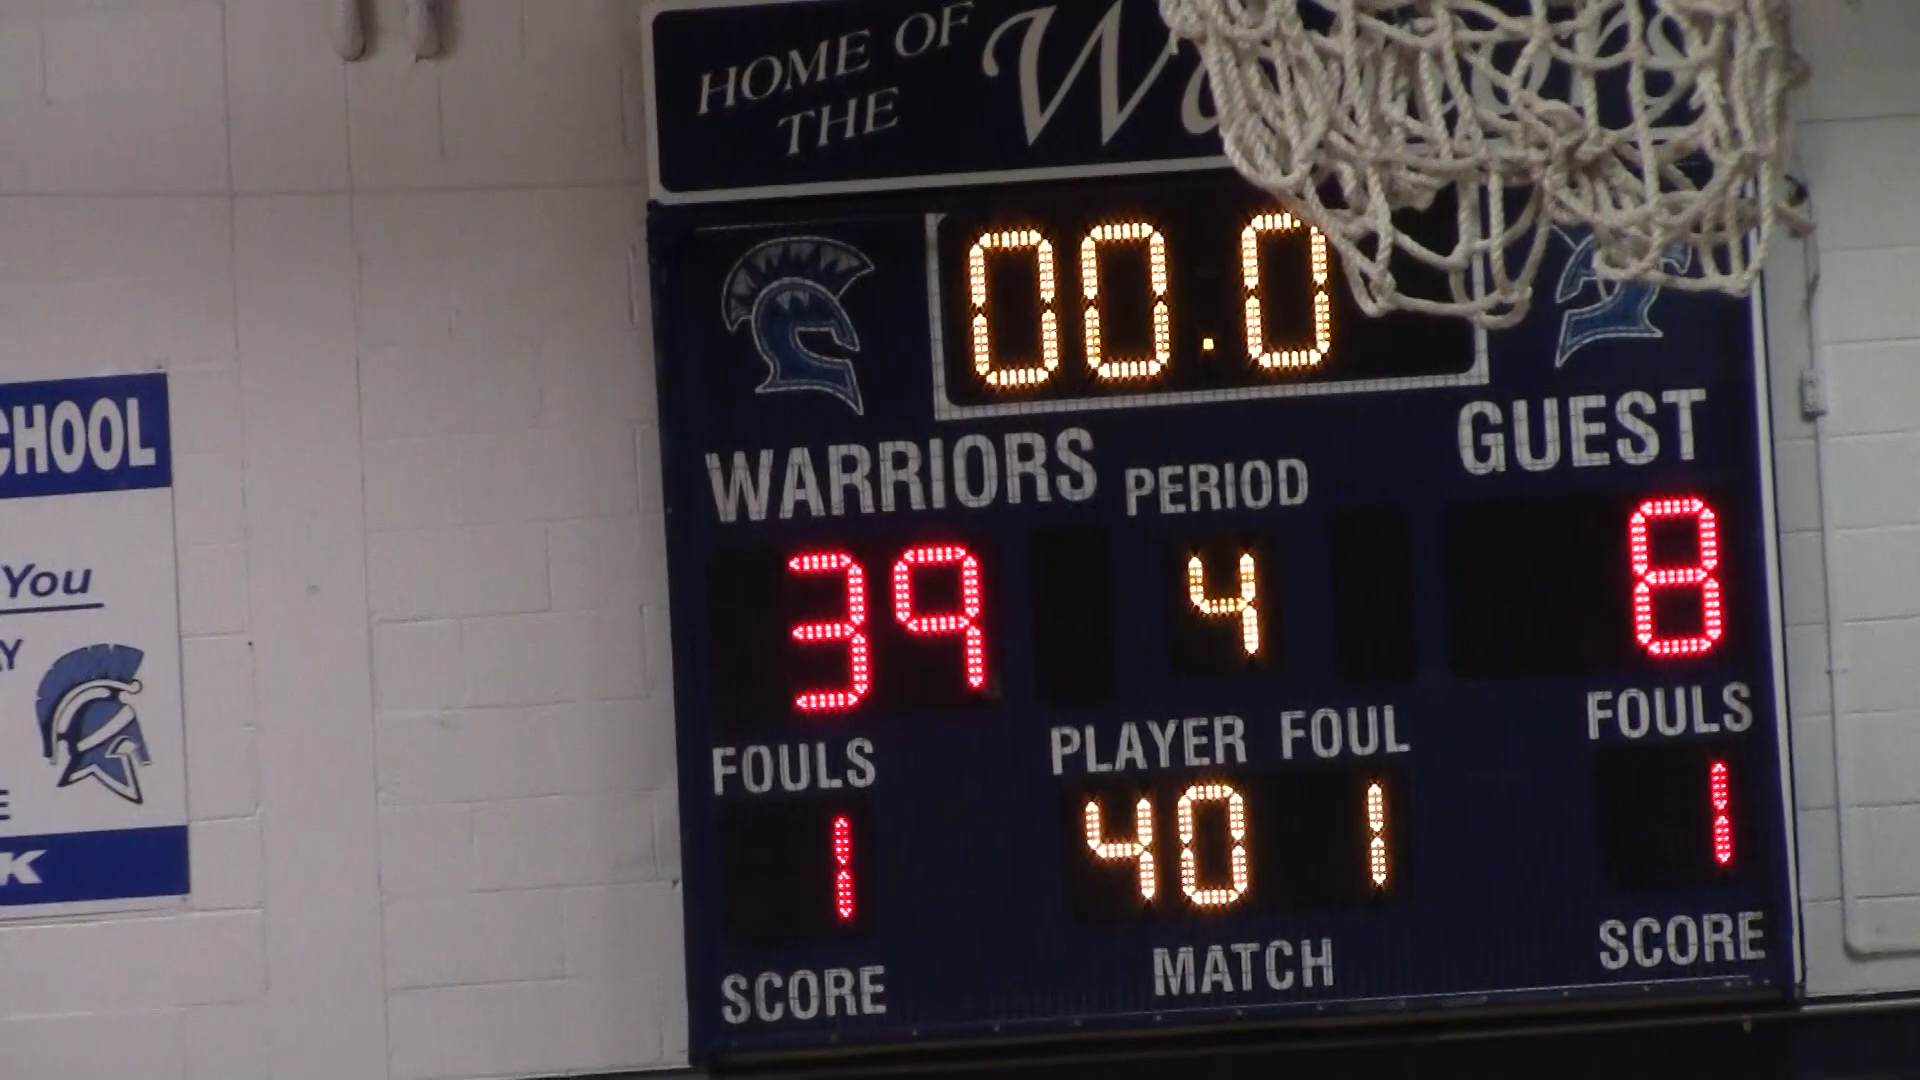 HOME OF
THE
00.0
WARRIORS PERIOD GUEST
39 4 8
FOULS PLAYER FOUL FOULS
1 40 1 1
SCORE MATCH SCORE
CHOOL
You
K